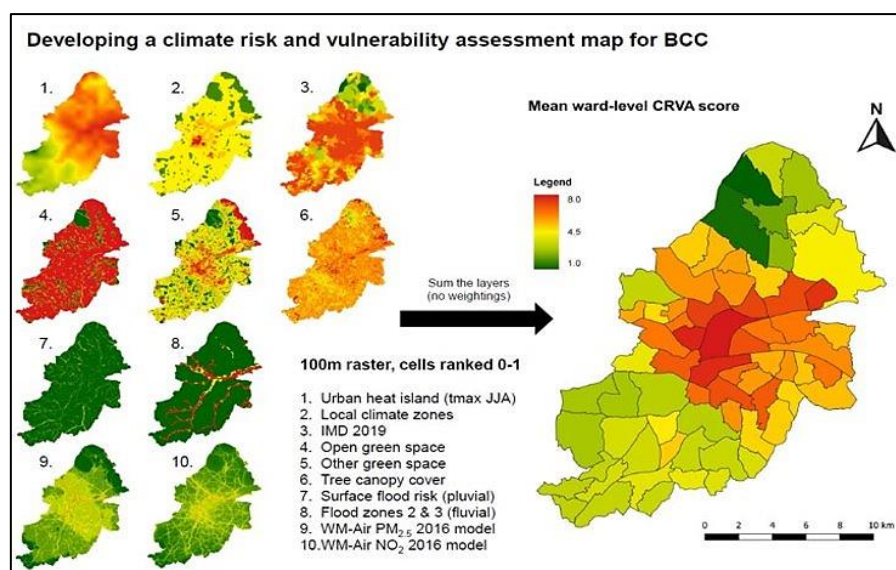 Developing a climate risk and vulnerability assessment map for BCC
1.
2.
3.
4.
5.
6.
7.
8.
9.
10.
Sum the layers
(no weightings)
100m raster, cells ranked 0-1
1. Urban heat island (tmax JJA)
2. Local climate zones
3. IMD 2019
4. Open green space
5. Other green space
6. Tree canopy cover
7. Surface flood risk (pluvial)
8. Flood zones 2 & 3 (fluvial)
9. WM-Air PM2.5 2016 model
10.WM-Air NO2 2016 model
Mean ward-level CRVA score
N
Legend
8.0
4.5
1.0
0 2 4 6 8 10 km